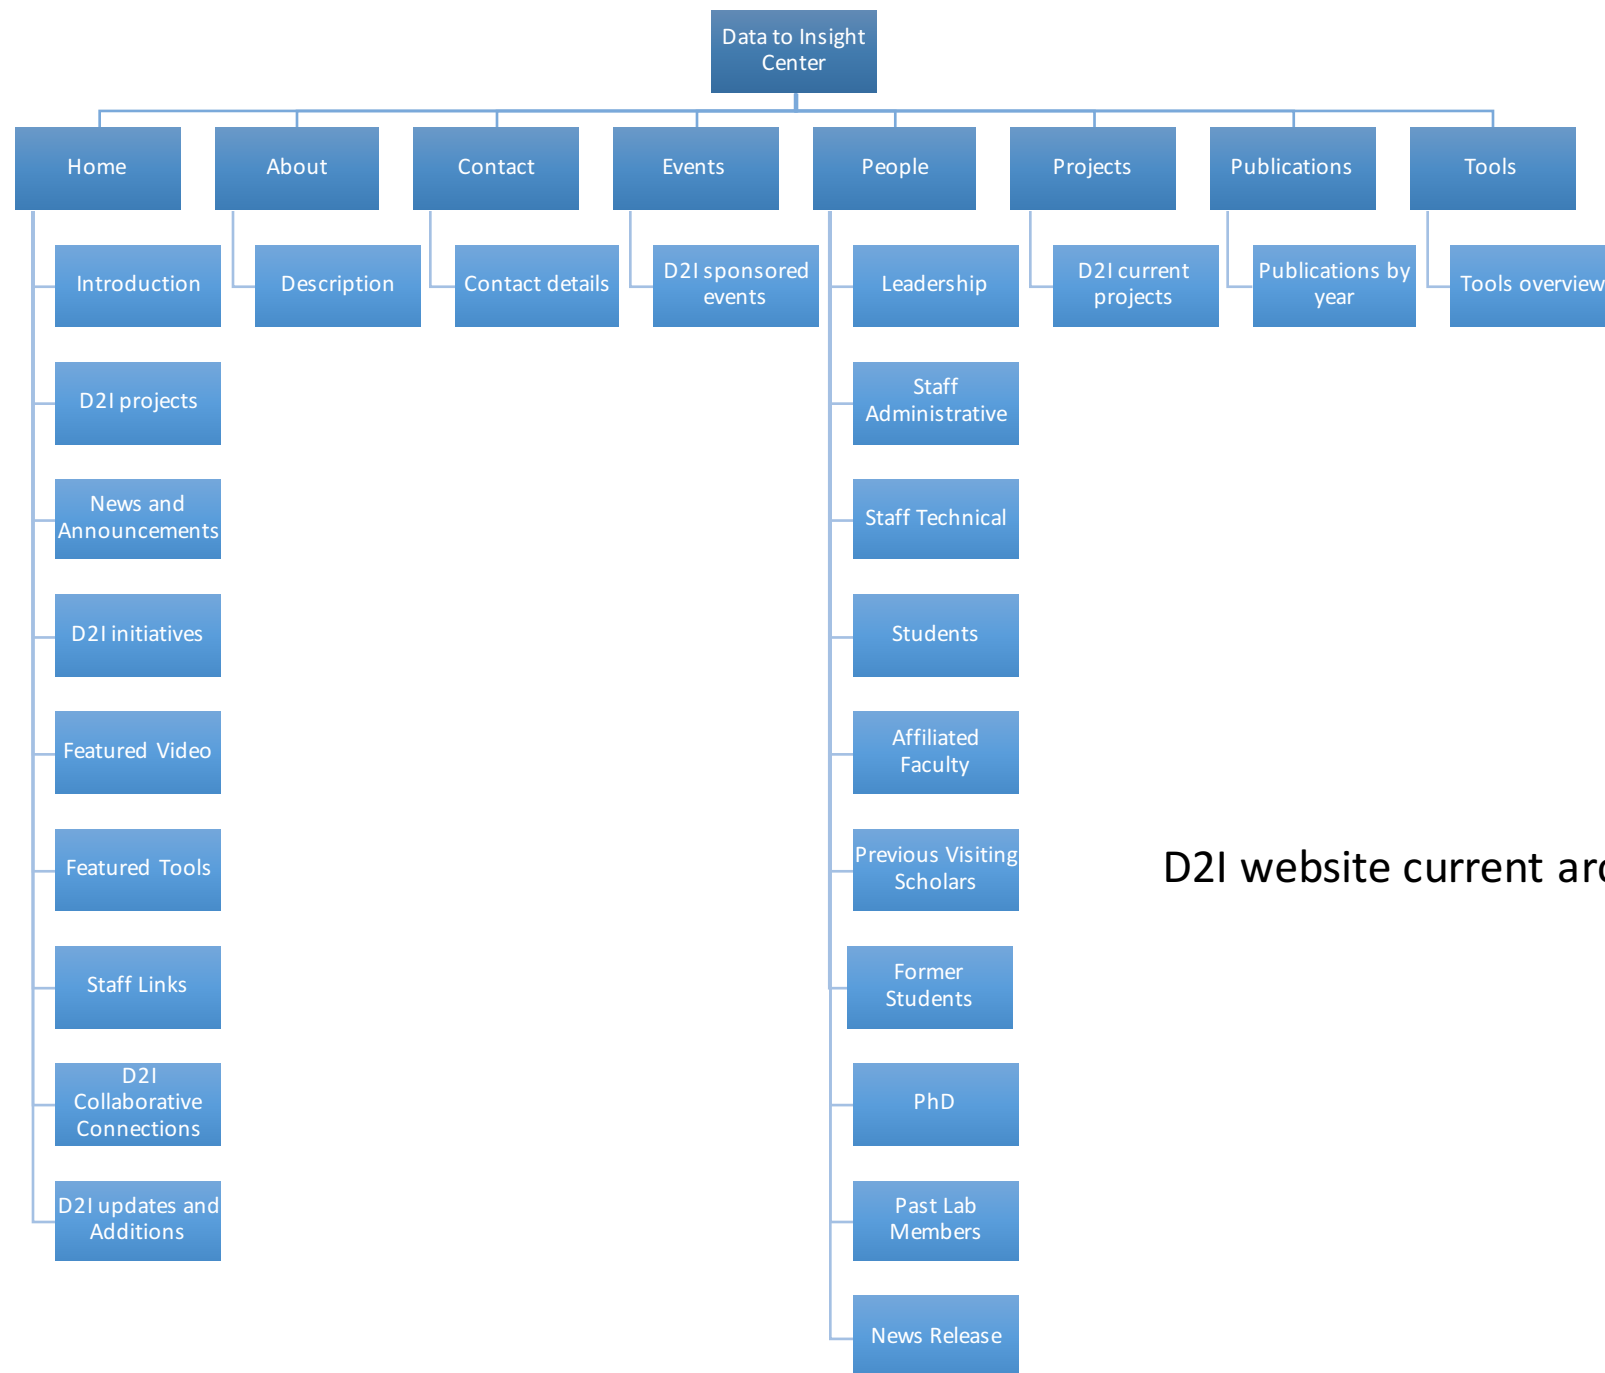 Data to Insight
Center
Home
About
Contact
Events
People
Projects
Publications
Tools
Introduction
Description
Contact details
D2I sponsored
events
Leadership
D2I current
projects
Publications by
year
Tools overview
D2I projects
Staff
Administrative
News and
Announcements
Staff Technical
D2I initiatives
Students
Featured Video
Affiliated
Faculty
Featured Tools
Previous Visiting
Scholars
D2I website current
Staff Links
Former
Students
D2I
Collaborative
Connections
PhD
D2I updates and
Additions
Past Lab
Members
News Release